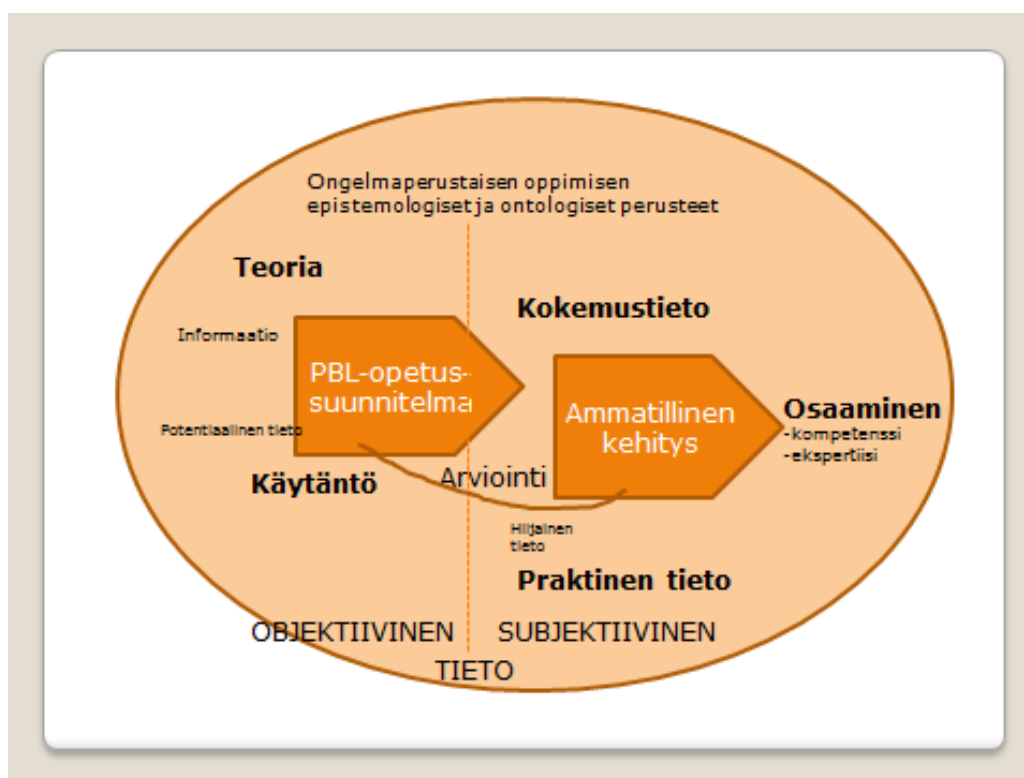 Ongelmaperustaisen oppimisen
epistemologiset ja ontologiset perusteet
Teoria
Kokemustieto
Informaatio
PBL-opetus-
suunnitelma
Ammatillinen
kehitys
Osaaminen
-kompetenssi
-ekspertiisi
Potentiaalinen tieto
Käytäntö
Arviointi
Hiljainen
tieto
Praktinen tieto
OBJEKTIIVINEN
SUBJEKTIIVINEN
TIETO